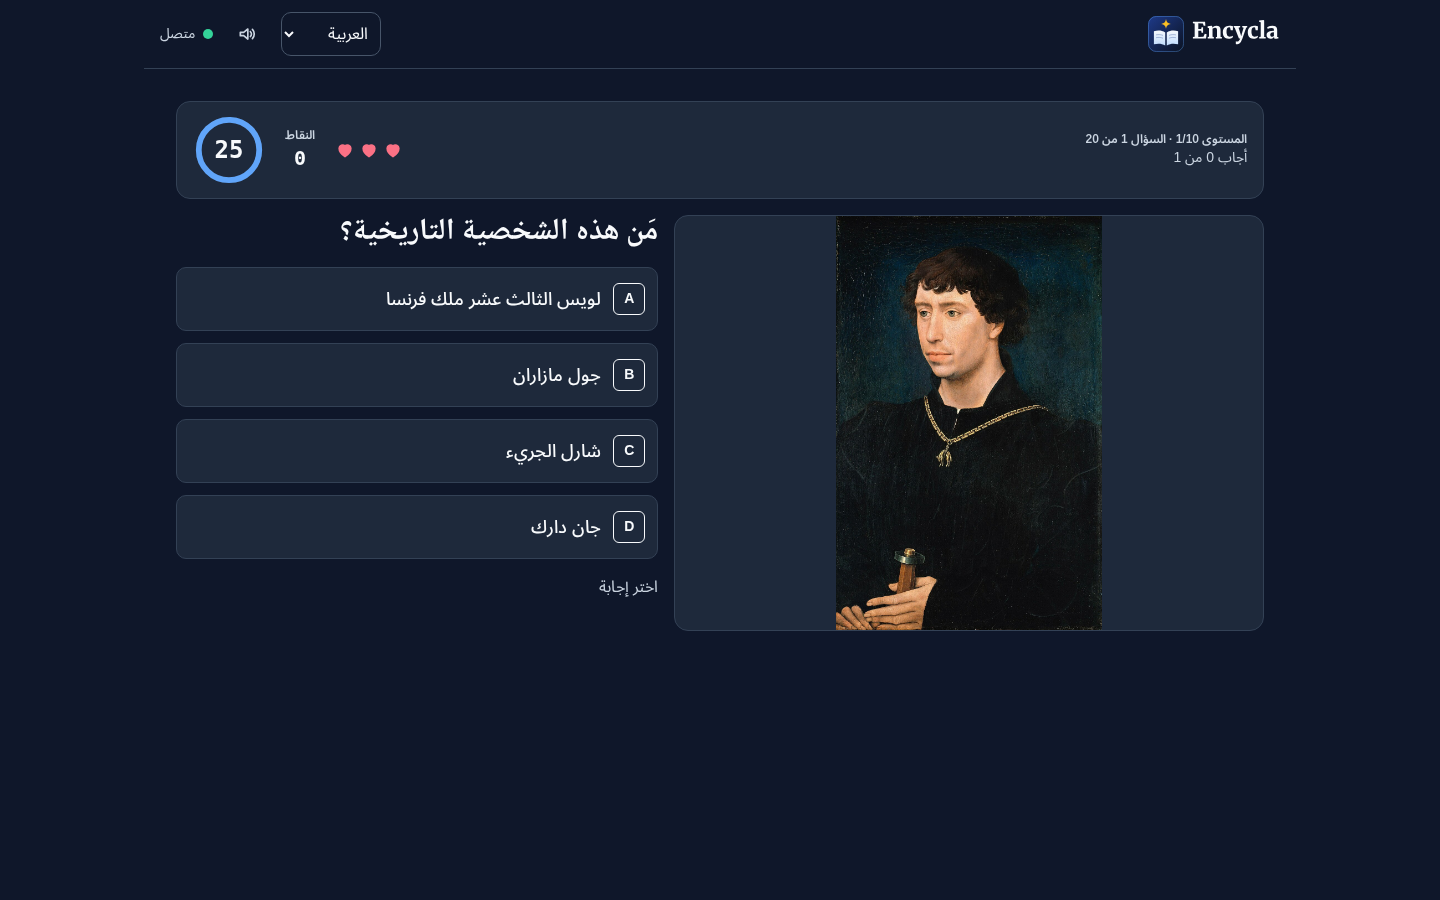 Encycla
العربية
متصل
المستوى 1/10 · السؤال 1 من 20
أجاب 0 من 1
النقاط
0
25
مَن هذه الشخصية التاريخية؟
A لويس الثالث عشر ملك فرنسا
B جول مازاران
C شارل الجريء
D جان دارك
اختر إجابة